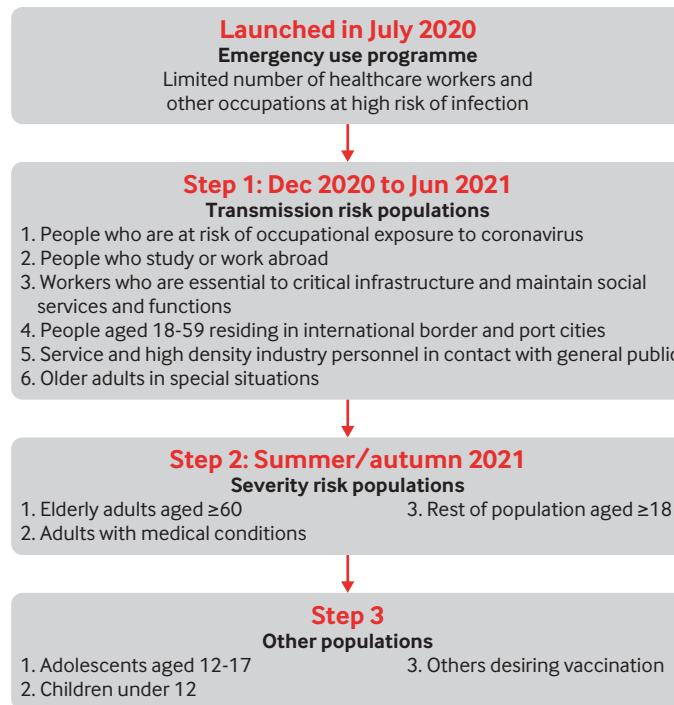 Launched in July 2020
Emergency use programme
Limited number of healthcare workers and
other occupations at high risk of infection
Step 1: Dec 2020 to Jun 2021
Transmission risk populations
1. People who are at risk of occupational exposure to coronavirus
2. People who study or work abroad
3. Workers who are essential to critical infrastructure and maintain social
services and functions
4. People aged 18-59 residing in international border and port cities
5. Service and high density industry personnel in contact with general public
6. Older adults in special situations
Step 2: Summer/autumn 2021
Severity risk populations
1. Elderly adults aged ≥60
2. Adults with medical conditions
3. Rest of population aged ≥18
Step 3
Other populations
1. Adolescents aged 12-17
2. Children under 12
3. Others desiring vaccination